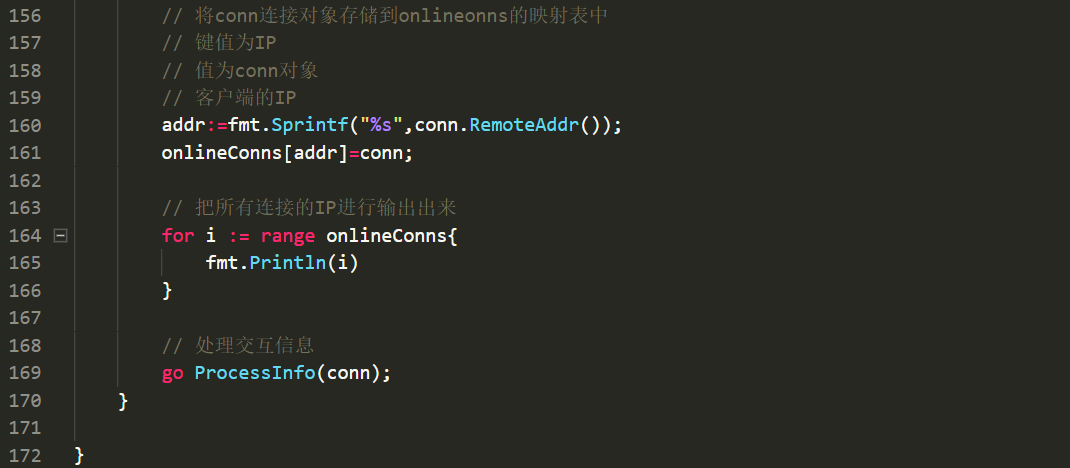 156 // 将conn连接对象存储到onlineonns的映射表中
157 // 键值为IP
158 // 值为conn对象
159 // 客户端的IP
160 addr:=fmt.Sprintf("%s",conn.RemoteAddr());
161 onlineConns[addr]=conn;
162
163 // 把所有连接的IP进行输出出来
164 for i := range onlineConns{
165 fmt.Println(i)
166 }
167
168 // 处理交互信息
169 go ProcessInfo(conn);
170 }
171
172 }